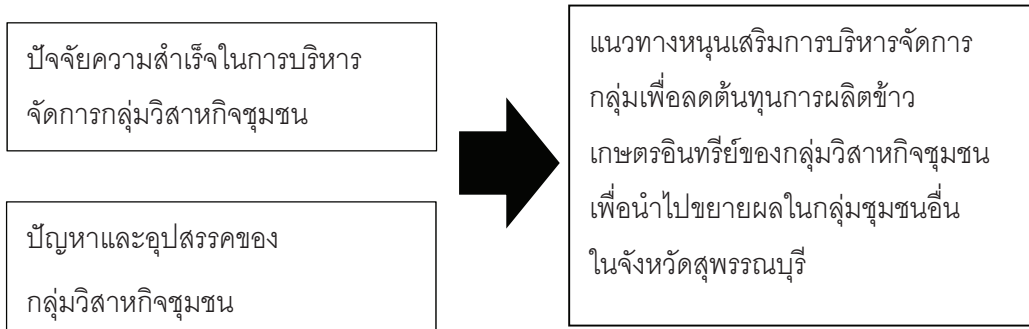 ปัจจัยความสำเร็จในการบริหาร
จัดการกลุ่มวิสาหกิจชุมชน
ปัญหาและอุปสรรคของ
กลุ่มวิสาหกิจชุมชน
แนวทางหนุนเสริมการบริหารจัดการ
กลุ่มเพื่อลดต้นทุนการผลิตข้าว
เกษตรอินทรีย์ของกลุ่มวิสาหกิจชุมชน
เพื่อนำไปขยายผลในกลุ่มชุมชนอื่น
ในจังหวัดสุพรรณบุรี